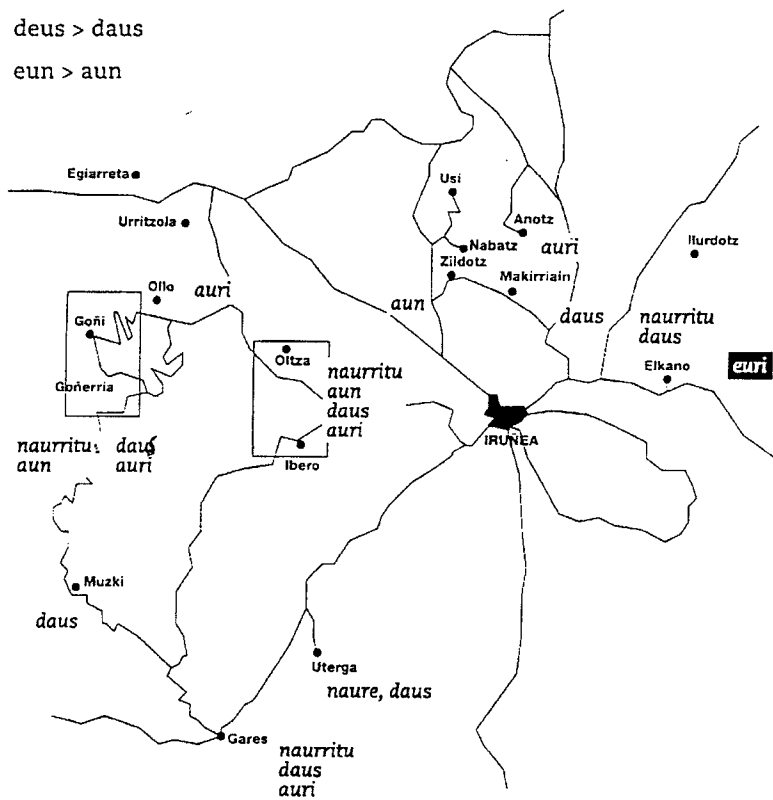 deus > daus
eun > aun
Egiarreta
Usi
Urritzola
Anotz
auri
Nabatz
Ilurdotz
Zildotz
Makirriain
Ollo
auri
aun
daus
naurritu
daus
Goñi
Oltza
naurritu
aun
daus
auri
Elkano
euri
Goñerria
IRUÑEA
naurritu
aun
daus
auri
Ibero
Muzki
daus
Uterga
naure, daus
Gares
naurritu
daus
auri